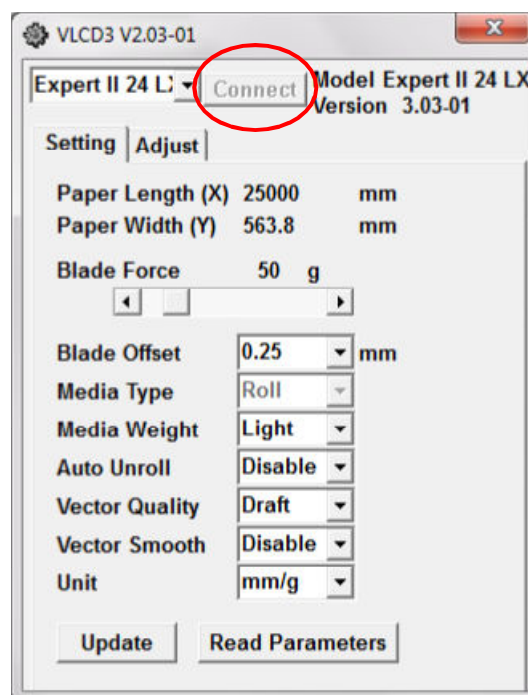 VLCD3 V2.03-01
x
Expert II 24 L Connect Model Expert II 24 LX
Version 3.03-01
Setting Adjust
Paper Length (X) 25000 mm
Paper Width (Y) 563.8 mm
Blade Force 50 g
Blade Offset 0.25 mm
Media Type Roll
Media Weight Light
Auto Unroll Disable
Vector Quality Draft
Vector Smooth Disable
Unit mm/g
Update Read Parameters